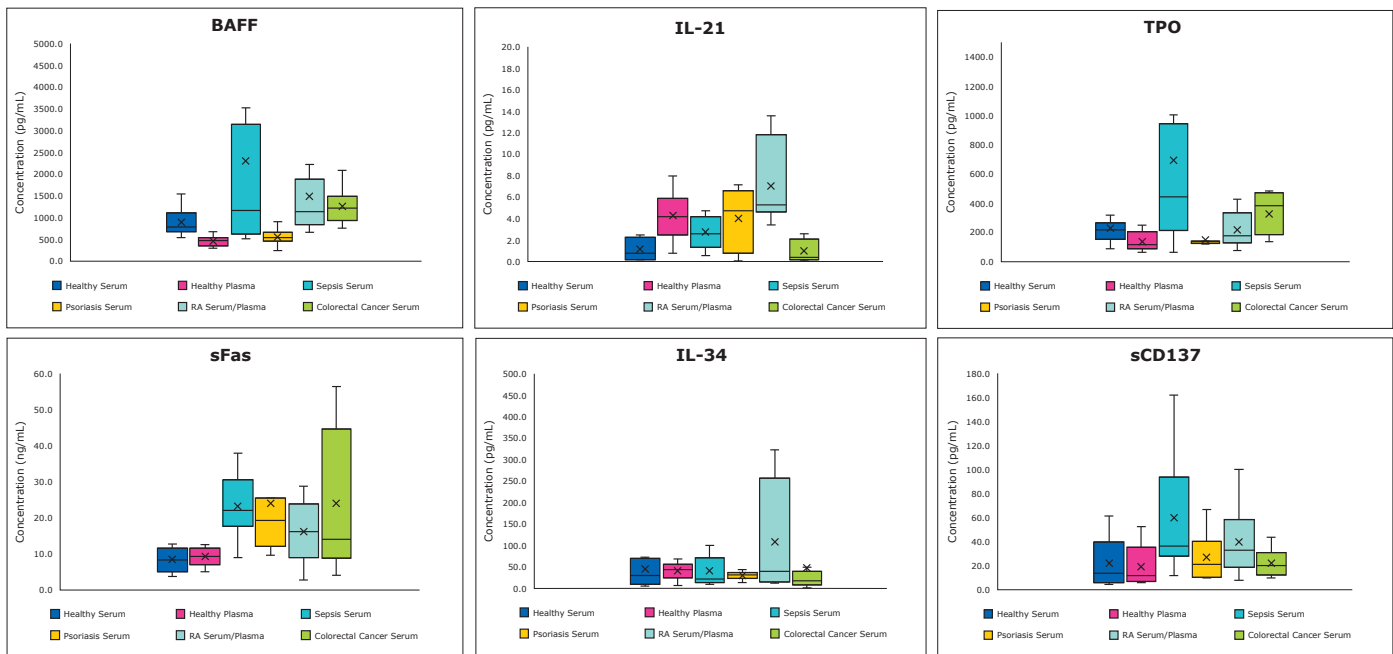 BAFF
Concentration (pg/mL)
5000.0
4500.0
4000.0
3500.0
3000.0
2500.0
2000.0
1500.0
1000.0
500.0
0.0
Healthy Serum Healthy Plasma Sepsis Serum
Psoriasis Serum RA Serum/Plasma Colorectal Cancer Serum
IL-21
Concentration (pg/mL)
20.0
18.0
16.0
14.0
12.0
10.0
8.0
6.0
4.0
2.0
0.0
Healthy Serum Healthy Plasma Sepsis Serum
Psoriasis Serum RA Serum/Plasma Colorectal Cancer Serum
TPO
Concentration (pg/mL)
1400.0
1200.0
1000.0
800.0
600.0
400.0
200.0
0.0
Healthy Serum Healthy Plasma Sepsis Serum
Psoriasis Serum RA Serum/Plasma Colorectal Cancer Serum
sFas
Concentration (ng/mL)
60.0
50.0
40.0
30.0
20.0
10.0
0.0
Healthy Serum Healthy Plasma Sepsis Serum
Psoriasis Serum RA Serum/Plasma Colorectal Cancer Serum
IL-34
Concentration (pg/mL)
500.0
450.0
400.0
350.0
300.0
250.0
200.0
150.0
100.0
50.0
0.0
Healthy Serum Healthy Plasma Sepsis Serum
Psoriasis Serum RA Serum/Plasma Colorectal Cancer Serum
sCD137
Concentration (pg/mL)
180.0
160.0
140.0
120.0
100.0
80.0
60.0
40.0
20.0
0.0
Healthy Serum Healthy Plasma Sepsis Serum
Psoriasis Serum RA Serum/Plasma Colorectal Cancer Serum